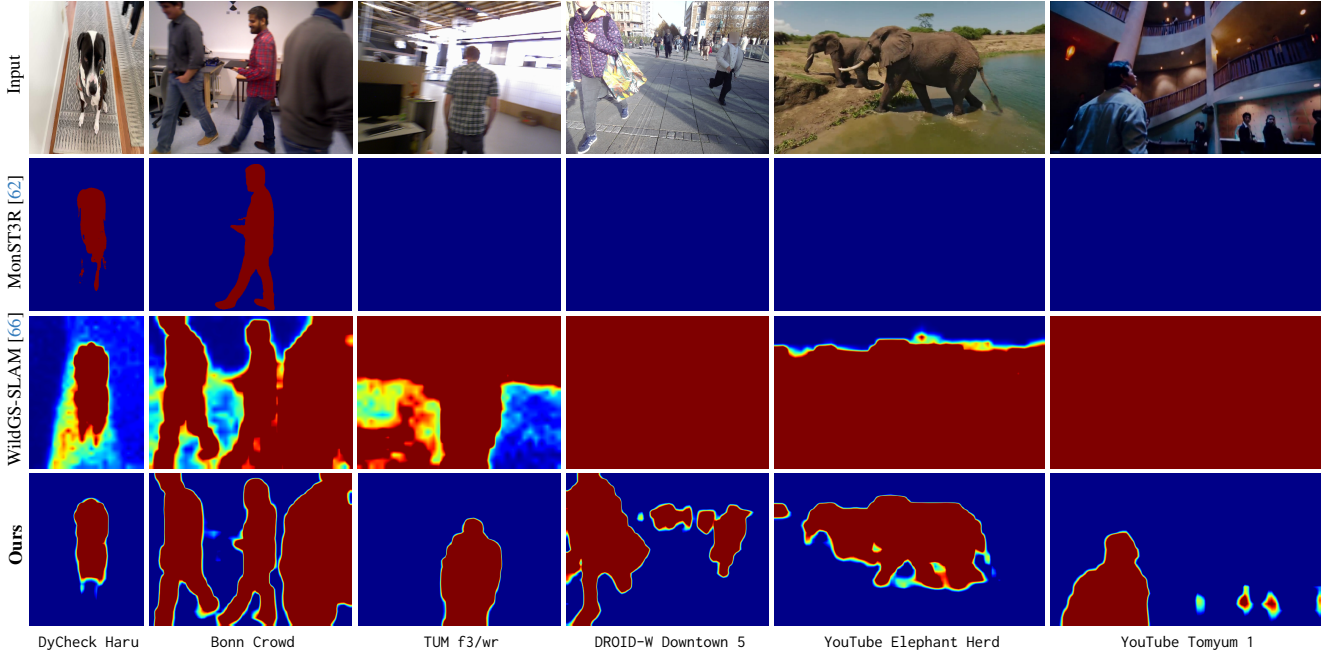 Input
MonST3R [62]
WildGS-SLAM [66]
Ours
DyCheck Haru
Bonn Crowd
TUM f3/wr
DROID-W Downtown 5
YouTube Elephant Herd
YouTube Tomyum 1